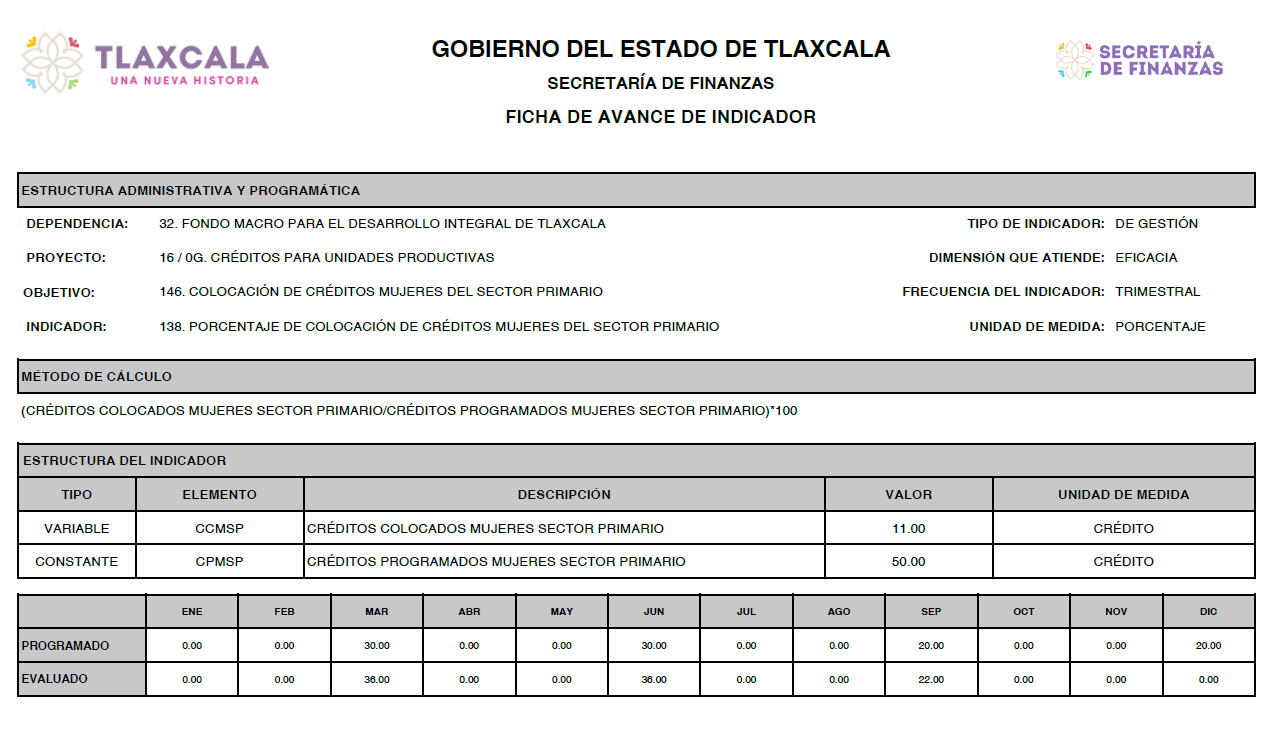 TLAXCALA
UNA NUEVA HISTORIA
GOBIERNO DEL ESTADO DE TLAXCALA
SECRETARÍA DE FINANZAS
FICHA DE AVANCE DE INDICADOR
SECRETARÍA
DE FINANZAS
ESTRUCTURA ADMINISTRATIVA Y PROGRAMÁTICA
DEPENDENCIA: 32. FONDO MACRO PARA EL DESARROLLO INTEGRAL DE TLAXCALA TIPO DE INDICADOR: DE GESTIÓN
PROYECTO: 16 / 0G. CRÉDITOS PARA UNIDADES PRODUCTIVAS DIMENSIÓN QUE ATIENDE: EFICACIA
OBJETIVO: 146. COLOCACIÓN DE CRÉDITOS MUJERES DEL SECTOR PRIMARIO FRECUENCIA DEL INDICADOR: TRIMESTRAL
INDICADOR: 138. PORCENTAJE DE COLOCACIÓN DE CRÉDITOS MUJERES DEL SECTOR PRIMARIO UNIDAD DE MEDIDA: PORCENTAJE
MÉTODO DE CÁLCULO
(CRÉDITOS COLOCADOS MUJERES SECTOR PRIMARIO/CRÉDITOS PROGRAMADOS MUJERES SECTOR PRIMARIO)*100
ESTRUCTURA DEL INDICADOR
TIPO ELEMENTO DESCRIPCIÓN VALOR UNIDAD DE MEDIDA
VARIABLE CCMSP CRÉDITOS COLOCADOS MUJERES SECTOR PRIMARIO 11.00 CRÉDITO
CONSTANTE CPMSP CRÉDITOS PROGRAMADOS MUJERES SECTOR PRIMARIO 50.00 CRÉDITO
ENE FEB MAR ABR MAY JUN JUL AGO SEP OCT NOV DIC
PROGRAMADO 0.00 0.00 30.00 0.00 0.00 30.00 0.00 0.00 20.00 0.00 0.00 20.00
EVALUADO 0.00 0.00 36.00 0.00 0.00 36.00 0.00 0.00 22.00 0.00 0.00 0.00